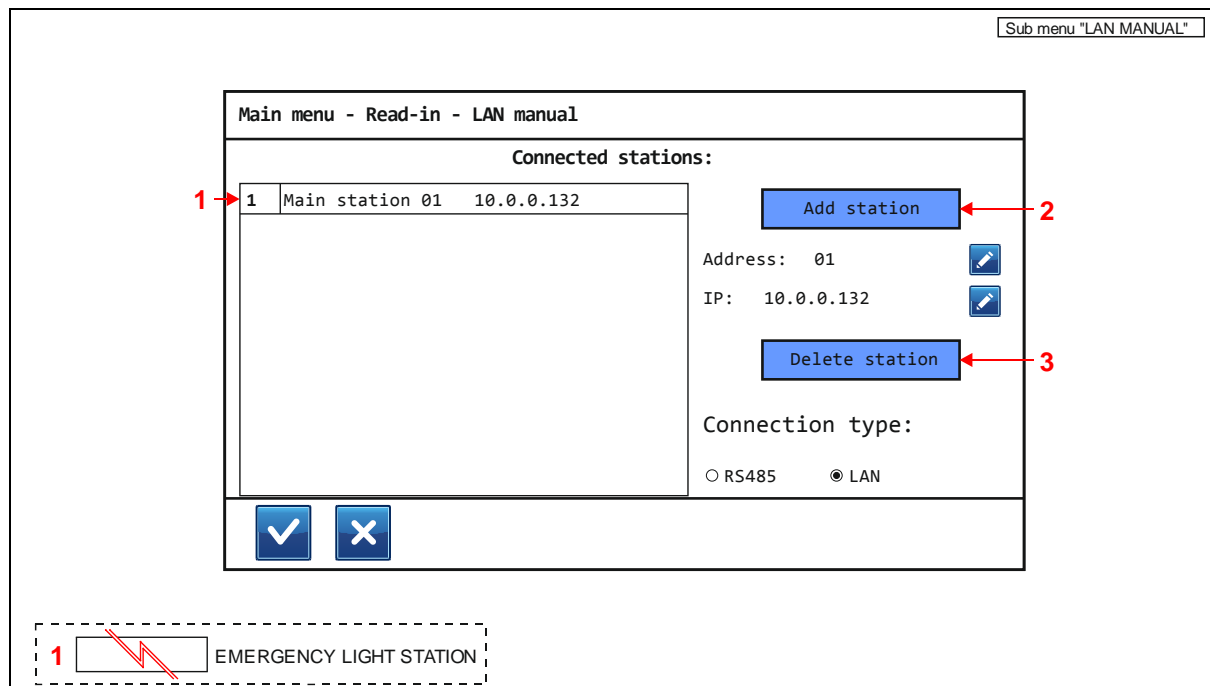 Sub menu "LAN MANUAL"
Main menu - Read-in - LAN manual
Connected stations:
1 → 1 Main station 01 10.0.0.132
Add station 2
Address: 01
IP: 10.0.0.132
Delete station 3
Connection type:
RS485 LAN
1 EMERGENCY LIGHT STATION